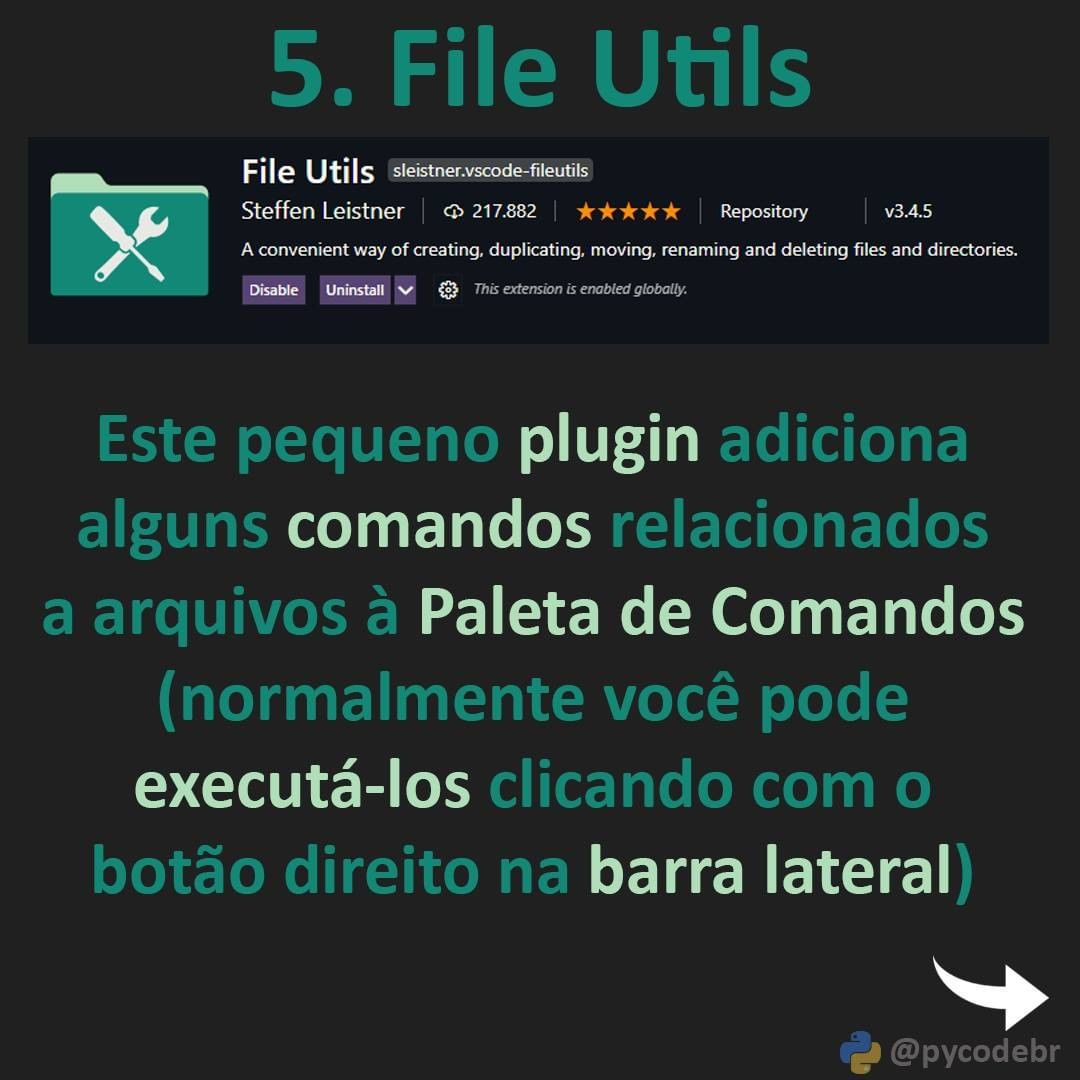 5. File Utils
File Utils sleistner.vscode-fileutils
Steffen Leistner 217.882 Repository v3.4.5
A convenient way of creating, duplicating, moving, renaming and deleting files and directories.
Disable Uninstall This extension is enabled globally.
Este pequeno plugin adiciona
alguns comandos relacionados
a arquivos à Paleta de Comandos
(normalmente você pode
executá-los clicando com o
botão direito na barra lateral)
@pycodebr